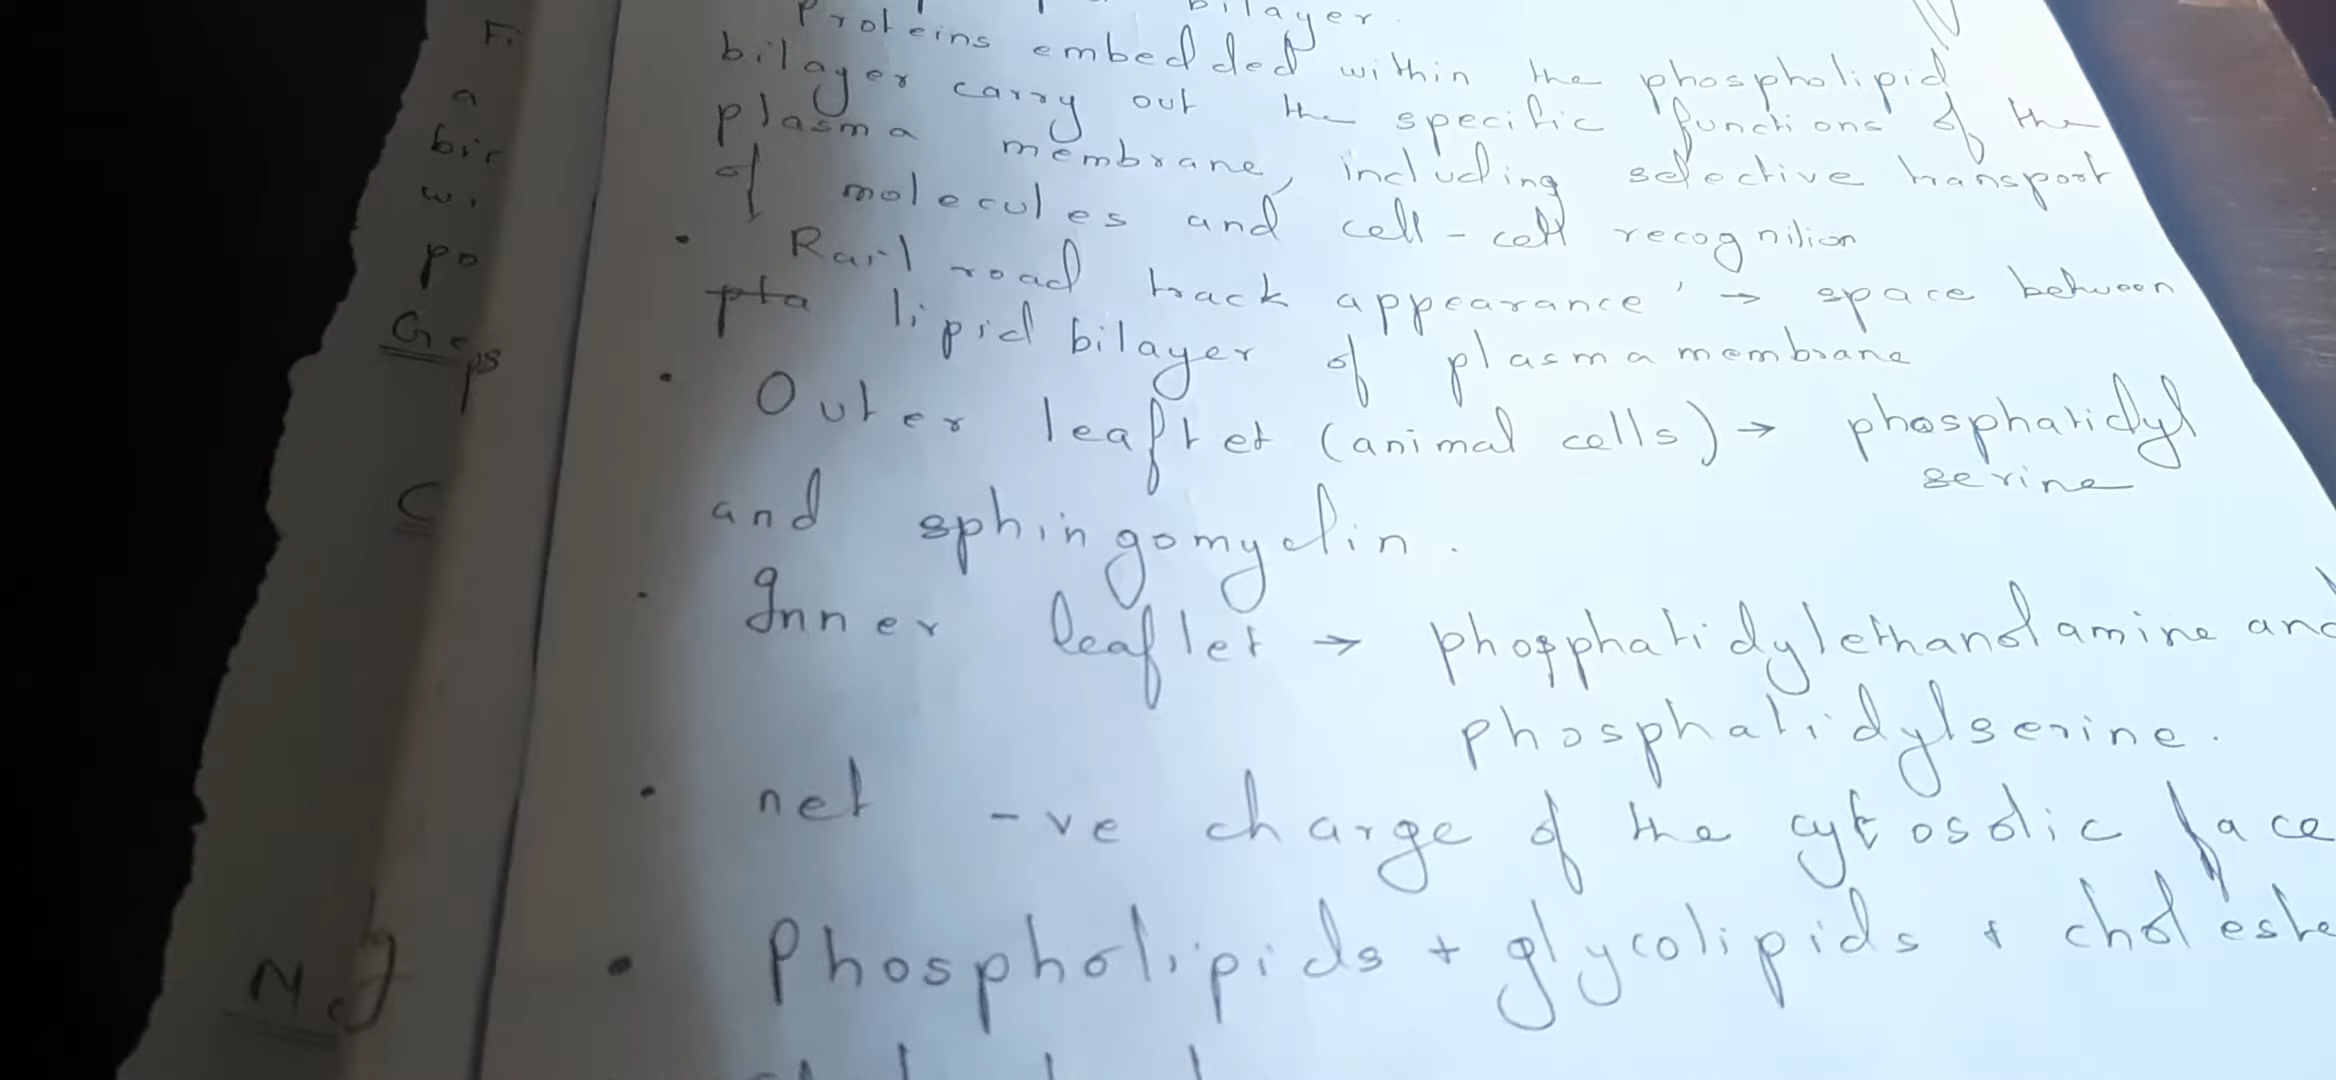 bilayer.
Proteins embedded within the phospholipid
bilayer carry out the specific functions of the
plasma membrane, including selective transport
of molecules and cell-cell recognition
• Rail road track appearance' → space between
pta lipid bilayer of plasma membrane
• Outer leaflet (animal cells) → phosphatidyl
serine
and sphingomyelin.
• Inner leaflet → phosphatidylethanolamine and
phosphatidylserine.
• net -ve charge of the cytosolic face
• Phospholipids + glycolipids + choleste